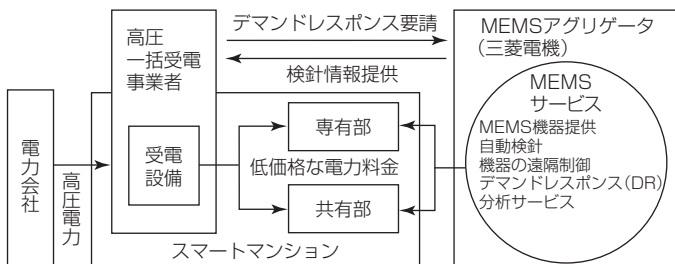 デマンドレスポンス要請
検針情報提供
高圧
一括受電
事業者
MEMSアグリゲータ
(三菱電機)
MEMS
サービス
MEMS機器提供
自動検針
機器の遠隔制御
デマンドレスポンス(DR)
分析サービス
電力会社
高圧電力
受電
設備
専有部
低価格な電力料金
共有部
スマートマンション